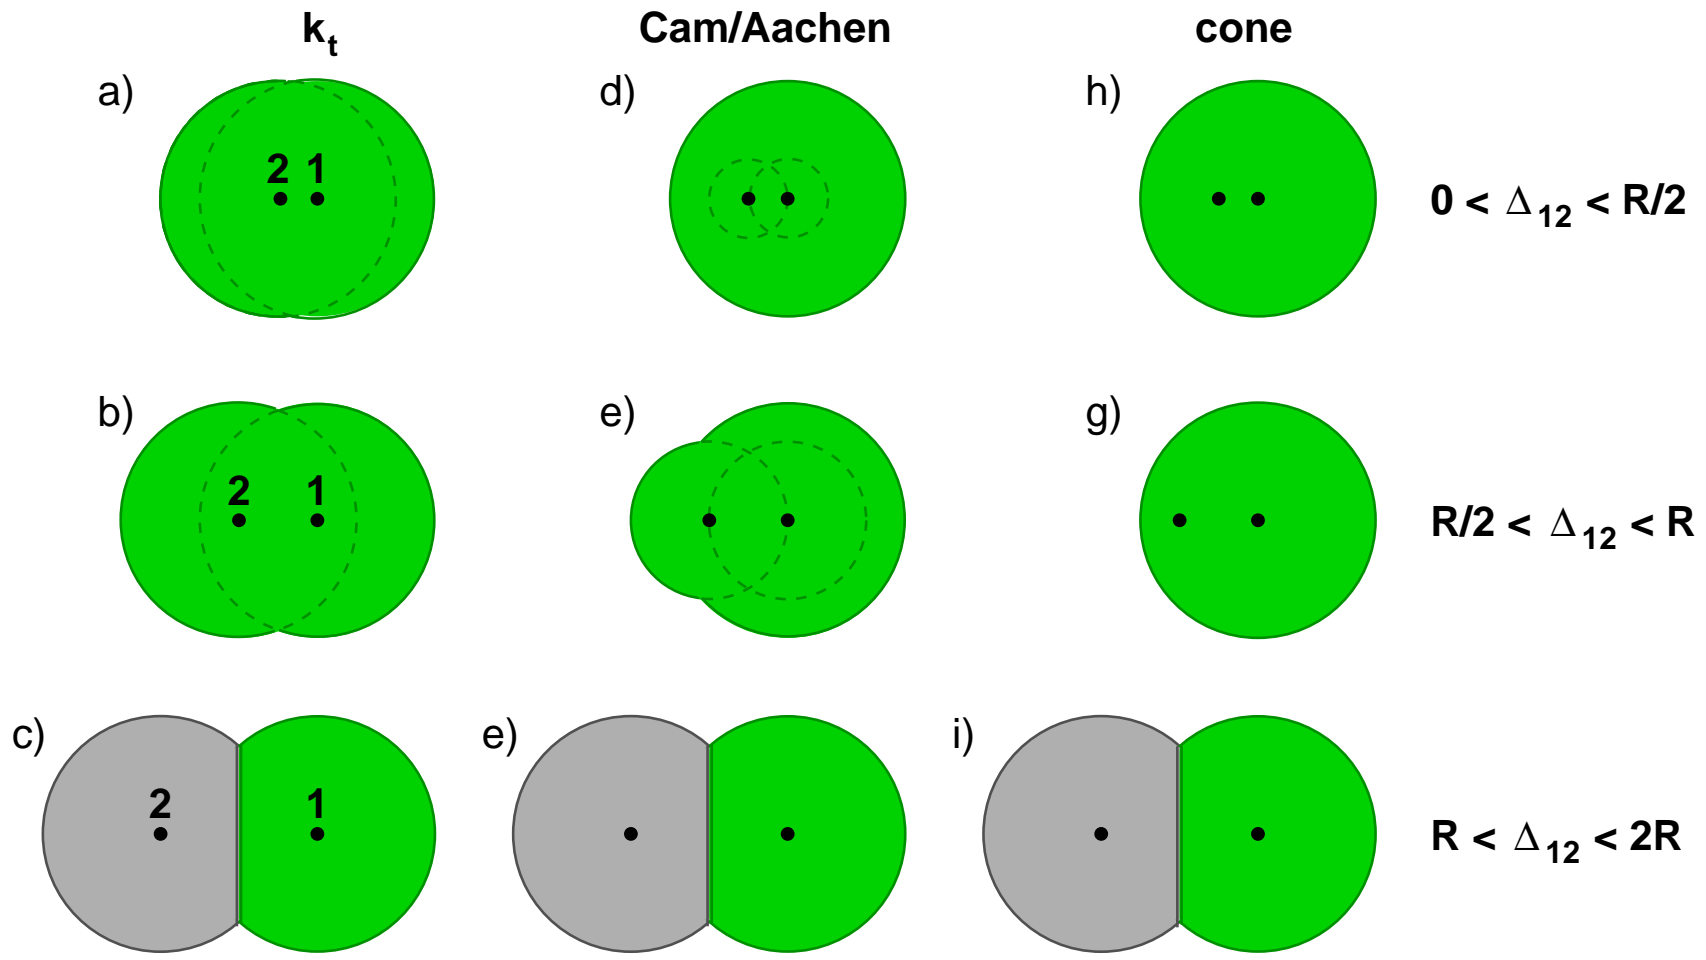 k_t Cam/Aachen cone
a) d) h)
2 1
0 < Δ_12 < R/2
b) e) g)
2 1
R/2 < Δ_12 < R
c) e) i)
2 1
R < Δ_12 < 2R